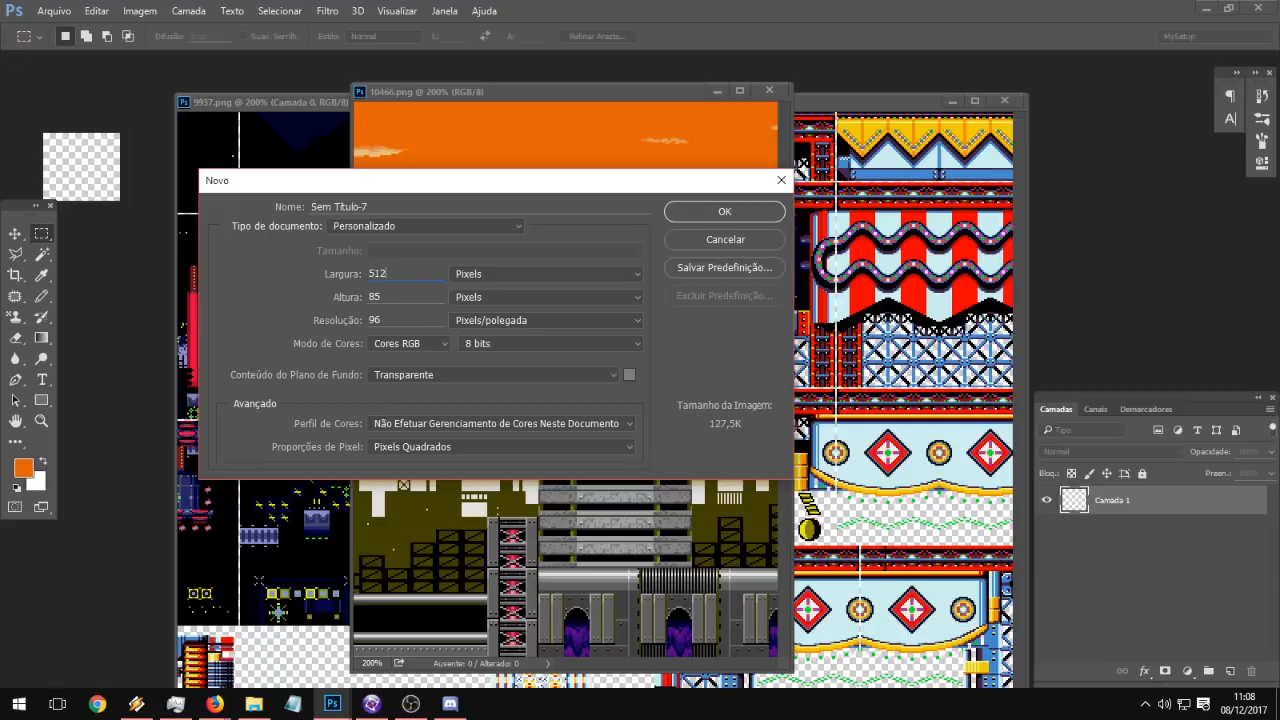 Ps Arquivo Editar Imagem Camada Texto Selecionar Filtro 3D Visualizar Janela Ajuda
Difusão: Suav. Serrilh. Estilo: Normal L: A: Refinar Aresta... MySetup
10466.png @ 200% (RGB/8)
9937.png @ 200% (Camada 0, RGB/8)
Novo
Nome: Sem Título-7
OK
Tipo de documento: Personalizado
Cancelar
Tamanho:
Largura: 512 Pixels
Salvar Predefinição...
Altura: 85 Pixels
Excluir Predefinição...
Resolução: 96 Pixels/polegada
Modo de Cores: Cores RGB 8 bits
Conteúdo do Plano de Fundo: Transparente
Avançado
Tamanho da Imagem:
Perfil de Cores: Não Efetuar Gerenciamento de Cores Neste Documento
127,5K
Proporções de Pixel: Pixels Quadrados
Camadas Canais Demarcadores
Tipo
Normal Opacidade: 100%
Bloq.: Preen.: 100%
Camada 1
200% Ausente: 0 / Alterado: 0
11:08
08/12/2017